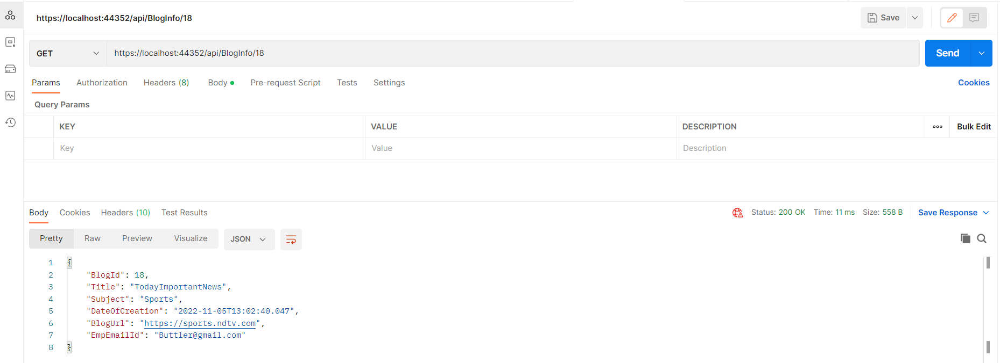 https://localhost:44352/api/BlogInfo/18
Save
GET https://localhost:44352/api/BlogInfo/18 Send
Params Authorization Headers (8) Body Pre-request Script Tests Settings Cookies
Query Params
KEY VALUE DESCRIPTION Bulk Edit
Key Value Description
Body Cookies Headers (10) Test Results Status: 200 OK Time: 11 ms Size: 558 B Save Response
Pretty Raw Preview Visualize JSON
1 {
2 "BlogId": 18,
3 "Title": "TodayImportantNews",
4 "Subject": "Sports",
5 "DateOfCreation": "2022-11-05T13:02:40.047",
6 "BlogUrl": "https://sports.ndtv.com",
7 "EmpEmailId": "Buttler@gmail.com"
8 }